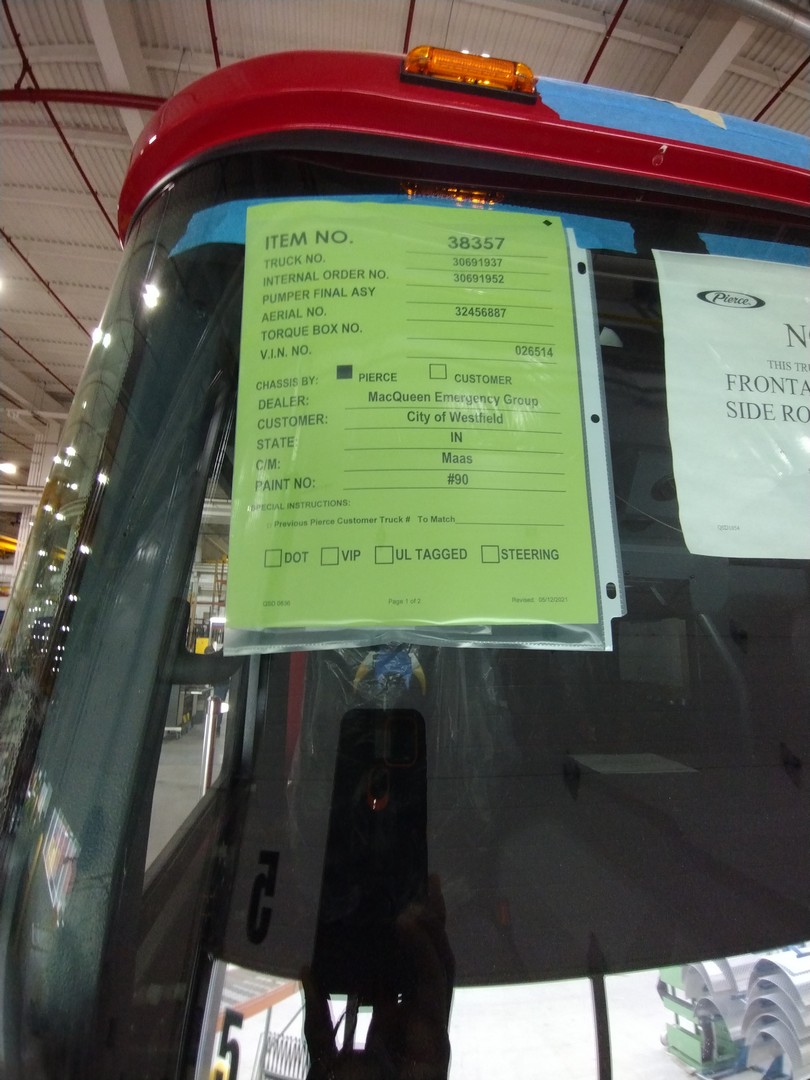 ITEM NO. 38357
TRUCK NO. 30691937
INTERNAL ORDER NO. 30691952
PUMPER FINAL ASY
AERIAL NO. 32456887
TORQUE BOX NO.
V.I.N. NO. 026514
CHASSIS BY: PIERCE CUSTOMER
DEALER: MacQueen Emergency Group
CUSTOMER: City of Westfield
STATE: IN
C/M: Maas
PAINT NO: #90
SPECIAL INSTRUCTIONS:
Previous Pierce Customer Truck # To Match
DOT VIP UL TAGGED STEERING
Page 1 of 2
Pierce
THIS TR
FRONTA
SIDE RO
5
5